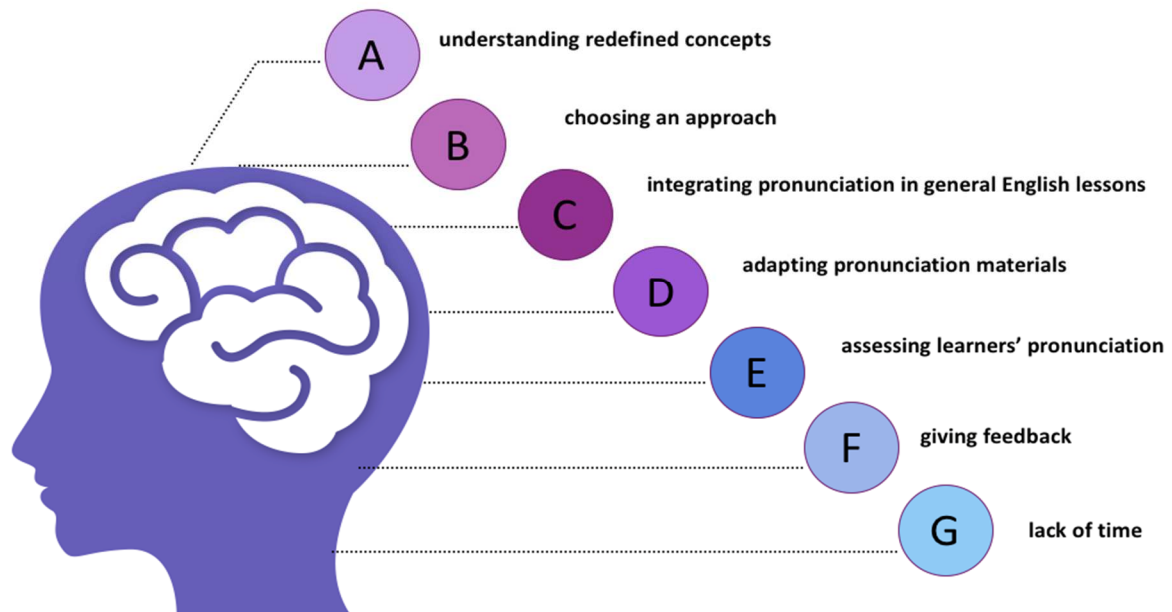 A understanding redefined concepts
B choosing an approach
C integrating pronunciation in general English lessons
D adapting pronunciation materials
E assessing learners’ pronunciation
F giving feedback
G lack of time